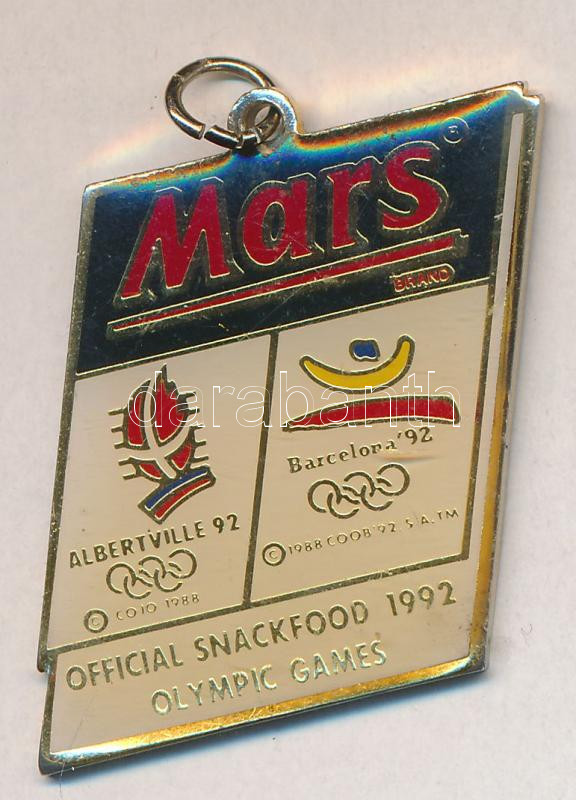 Mars®
BRAND
ALBERTVILLE 92
© COJO 1988
Barcelona'92
© 1988 COOB'92, S.A. TM
OFFICIAL SNACKFOOD 1992
OLYMPIC GAMES
darabanth